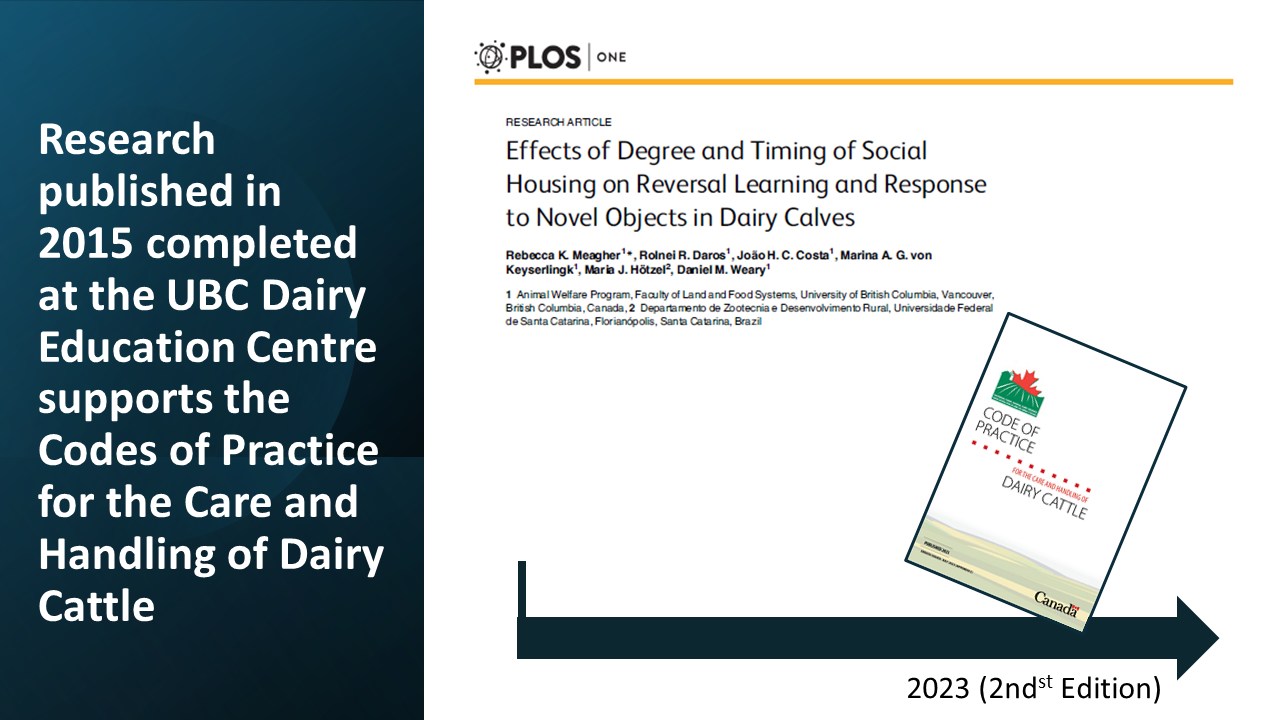 Research
published in
2015 completed
at the UBC Dairy
Education Centre
supports the
Codes of Practice
for the Care and
Handling of Dairy
Cattle
PLOS | ONE
RESEARCH ARTICLE
Effects of Degree and Timing of Social
Housing on Reversal Learning and Response
to Novel Objects in Dairy Calves
Rebecca K. Meagher1*, Rolnei R. Daros1, João H. C. Costa1, Marina A. G. von
Keyserlingk1, Maria J. Hötzel2, Daniel M. Weary1
1 Animal Welfare Program, Faculty of Land and Food Systems, University of British Columbia, Vancouver,
British Columbia, Canada, 2 Departamento de Zootecnia e Desenvolvimento Rural, Universidade Federal
de Santa Catarina, Florianópolis, Santa Catarina, Brazil
CODE OF
PRACTICE
FOR THE CARE AND HANDLING OF
DAIRY CATTLE
Canada
2023 (2ndst Edition)